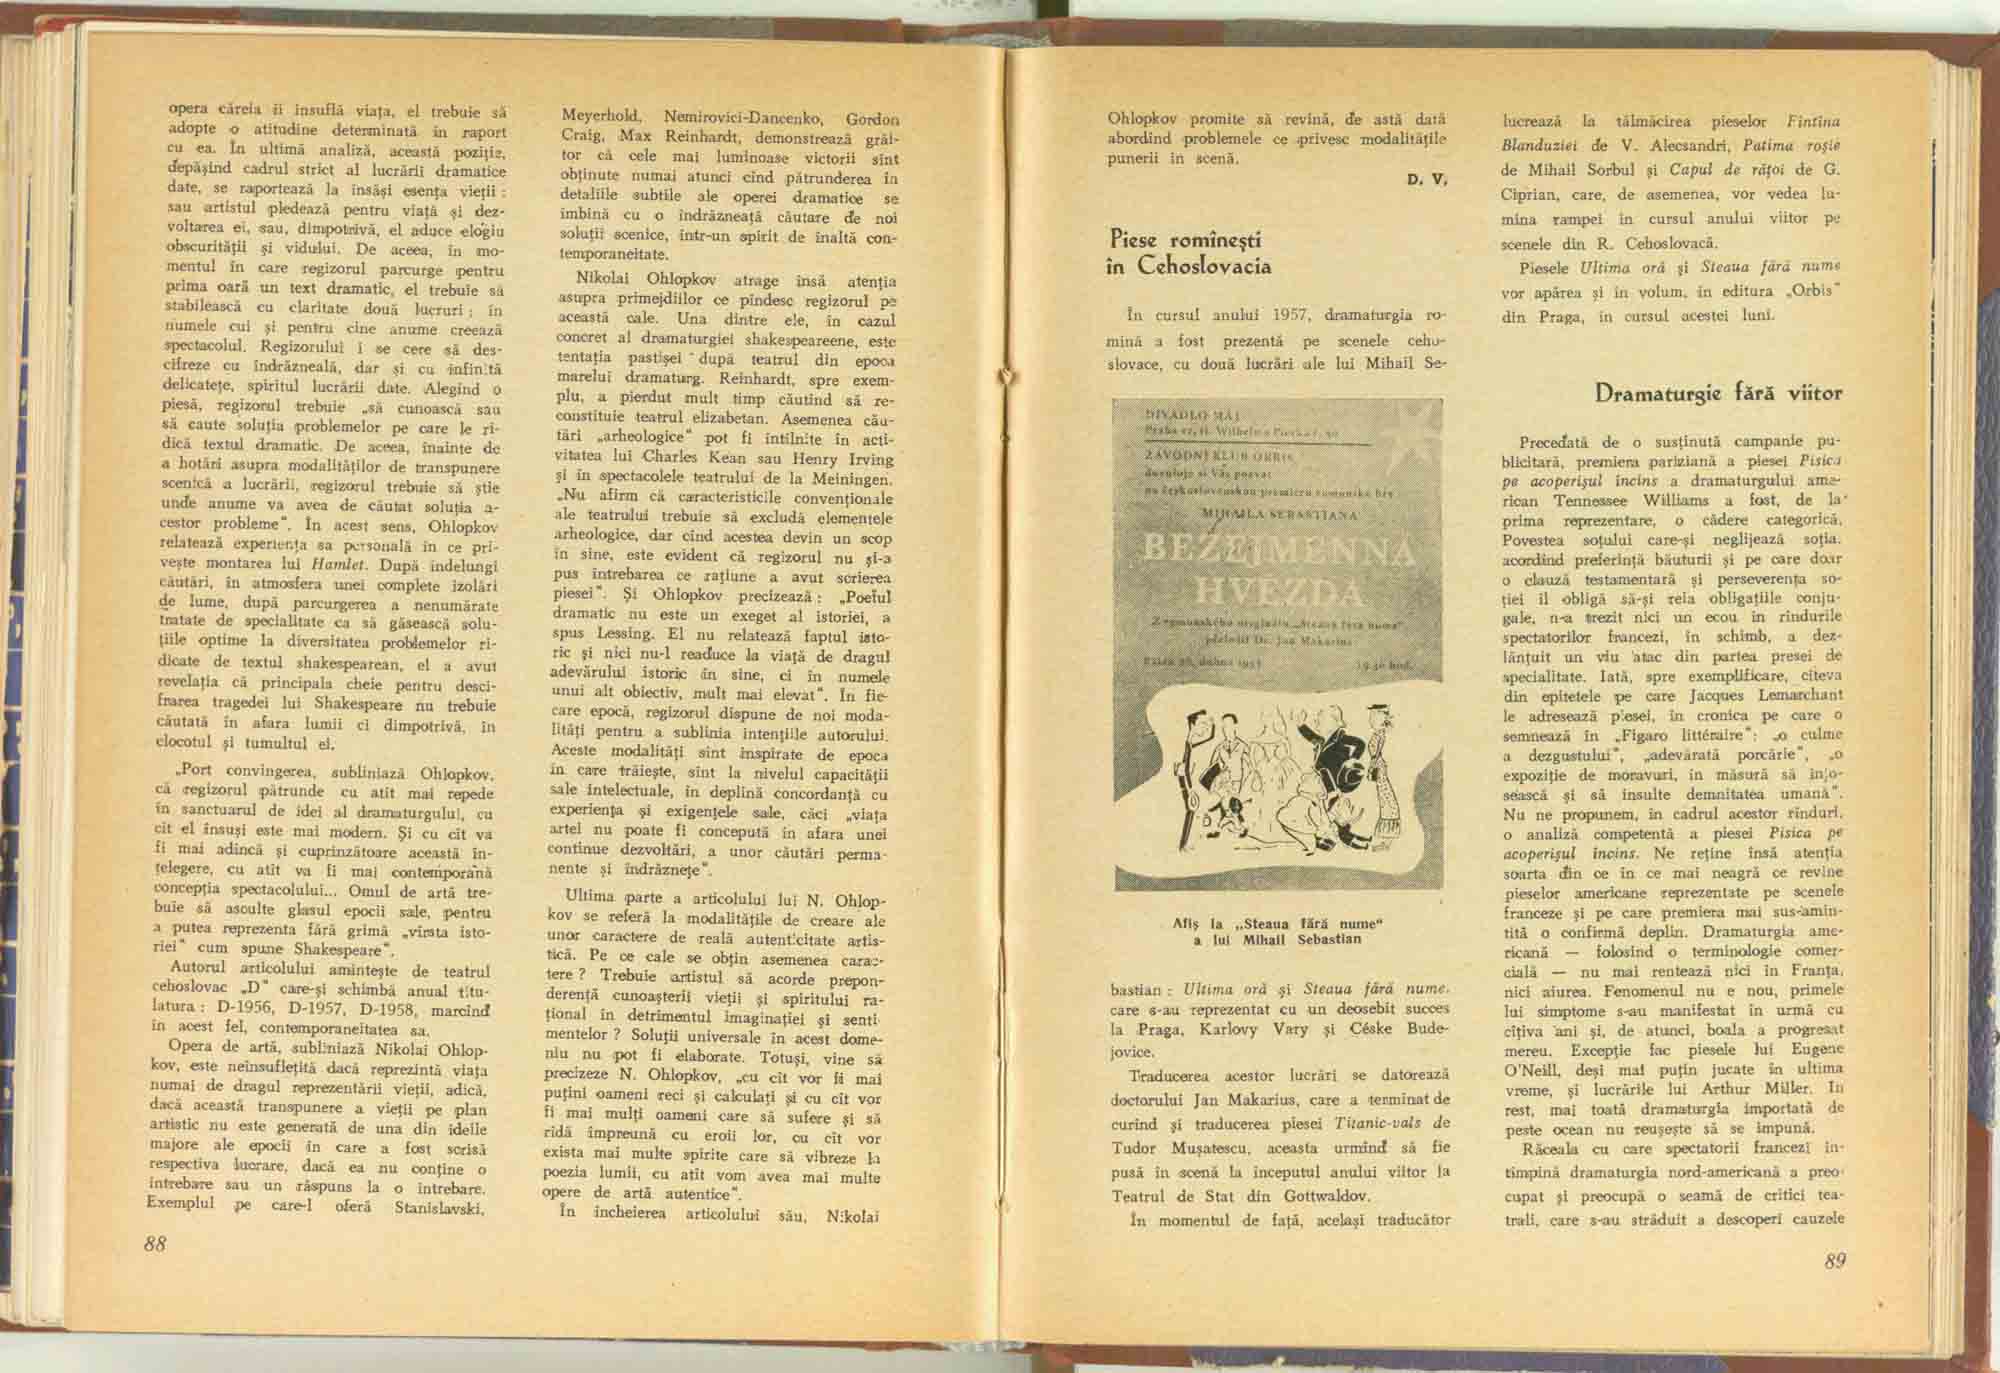 opera căreia îi insuflă viața, el trebuie să
adopte o atitudine determinată în raport
cu ea. În ultimă analiză, această poziție,
depășind cadrul strict al lucrării dramatice
date, se raportează la însăși esența vieții :
sau artistul pledează pentru viață și dez-
voltarea ei, sau, dimpotrivă, el aduce elogiu
obscurității și vidului. De aceea, în mo-
mentul în care regizorul parcurge pentru
prima oară un text dramatic, el trebuie să
stabilească cu claritate două lucruri : în
numele cui și pentru cine anume creează
spectacolul. Regizorului i se cere să des-
cifreze cu îndrăzneală, dar și cu infinită
delicatețe, spiritul lucrării date. Alegînd o
piesă, regizorul trebuie „să cunoască sau
să caute soluția problemelor pe care le ri-
dică textul dramatic. De aceea, înainte de
a hotărî asupra modalităților de transpunere
scenică a lucrării, regizorul trebuie să știe
unde anume va avea de căutat soluția a-
cestor probleme“. În acest sens, Ohlopkov
relatează experiența sa personală în ce pri-
vește montarea lui Hamlet. După îndelungi
căutări, în atmosfera unei complete izolări
de lume, după parcurgerea a nenumărate
tratate de specialitate ca să găsească solu-
țiile optime la diversitatea problemelor ri-
dicate de textul shakespearean, el a avut
revelația că principala cheie pentru desci-
frarea tragediei lui Shakespeare nu trebuie
căutată în afara lumii ci dimpotrivă, în
clocotul și tumultul ei.
„Port convingerea, subliniază Ohlopkov,
că regizorul pătrunde cu atît mai repede
în sanctuarul de idei al dramaturgului, cu
cît el însuși este mai modern. Și cu cît va
fi mai adîncă și cuprinzătoare această în-
țelegere, cu atît va fi mai contemporană
concepția spectacolului... Omul de artă tre-
buie să asculte glasul epocii sale, pentru
a putea reprezenta fără grimă „vîrsta isto-
riei“ cum spune Shakespeare“.
Autorul articolului amintește de teatrul
cehoslovac „D“ care-și schimbă anual titu-
latura : D-1956, D-1957, D-1958, marcînd
în acest fel, contemporaneitatea sa.
Opera de artă, subliniază Nikolai Ohlop-
kov, este neînsuflețită dacă reprezintă viața
numai de dragul reprezentării vieții, adică,
dacă această transpunere a vieții pe plan
artistic nu este generată de una din ideile
majore ale epocii în care a fost scrisă
respectiva lucrare, dacă ea nu conține o
întrebare sau un răspuns la o întrebare.
Exemplul pe care-l oferă Stanislavski,
88
Meyerhold, Nemirovici-Dancenko, Gordon
Craig, Max Reinhardt, demonstrează grăi-
tor că cele mai luminoase victorii sînt
obținute numai atunci cînd pătrunderea în
detaliile subtile ale operei dramatice se
îmbină cu o îndrăzneață căutare de noi
soluții scenice, într-un spirit de înaltă con-
temporaneitate.
Nikolai Ohlopkov atrage însă atenția
asupra primejdiilor ce pîndesc regizorul pe
această cale. Una dintre ele, în cazul
concret al dramaturgiei shakespeareene, este
tentația pastișei după teatrul din epoca
marelui dramaturg. Reinhardt, spre exem-
plu, a pierdut mult timp căutînd să re-
constituie teatrul elizabetan. Asemenea cău-
tări „arheologice“ pot fi întîlnite în acti-
vitatea lui Charles Kean sau Henry Irving
și în spectacolele teatrului de la Meiningen.
„Nu afirm că caracteristicile convenționale
ale teatrului trebuie să excludă elementele
arheologice, dar cînd acestea devin un scop
în sine, este evident că regizorul nu și-a
pus întrebarea ce rațiune a avut scrierea
piesei“. Și Ohlopkov precizează : „Poetul
dramatic nu este un exeget al istoriei, a
spus Lessing. El nu relatează faptul isto-
ric și nici nu-l readuce la viață de dragul
adevărului istoric în sine, ci în numele
unui alt obiectiv, mult mai elevat“. În fie-
care epocă, regizorul dispune de noi moda-
lități pentru a sublinia intențiile autorului.
Aceste modalități sînt inspirate de epoca
în care trăiește, sînt la nivelul capacității
sale intelectuale, în deplină concordanță cu
experiența și exigențele sale, căci „viața
artei nu poate fi concepută în afara unei
continue dezvoltări, a unor căutări perma-
nente și îndrăznețe“.
Ultima parte a articolului lui N. Ohlop-
kov se referă la modalitățile de creare ale
unor caractere de reală autenticitate artis-
tică. Pe ce cale se obțin asemenea carac-
tere ? Trebuie artistul să acorde prepon-
derență cunoașterii vieții și spiritului ra-
țional în detrimentul imaginației și senti-
mentelor ? Soluții universale în acest dome-
niu nu pot fi elaborate. Totuși, vine să
precizeze N. Ohlopkov, „cu cît vor fi mai
puțini oameni reci și calculați și cu cît vor
fi mai mulți oameni care să sufere și să
rîdă împreună cu eroii lor, cu cît vor
exista mai multe spirite care să vibreze la
poezia lumii, cu atît vom avea mai multe
opere de artă autentice“.
În încheierea articolului său, Nikolai
Ohlopkov promite să revină, de astă dată
abordînd problemele ce privesc modalitățile
punerii în scenă.
D. V.
Piese romînești
în Cehoslovacia
În cursul anului 1957, dramaturgia ro-
mînă a fost prezentă pe scenele ceho-
slovace, cu două lucrări ale lui Mihail Se-
DIVADLO MÁJ
ZÁVODNÍ KLUB ORBIS
dovoluje si Vás pozvat
na československou premiéru rumunské hry
MIHAILA SEBASTIANA
BEZEJMENNÁ
HVĚZDA
Z rumunského originálu „Steaua fără nume“
přeložil Dr. Jan Makarius
19.30 hod.
Afiș la „Steaua fără nume“
a lui Mihail Sebastian
bastian : Ultima oră și Steaua fără nume,
care s-au reprezentat cu un deosebit succes
la Praga, Karlovy Vary și Céske Bude-
jovice.
Traducerea acestor lucrări se datorează
doctorului Jan Makarius, care a terminat de
curînd și traducerea piesei Titanic-vals de
Tudor Mușatescu, aceasta urmînd să fie
pusă în scenă la începutul anului viitor la
Teatrul de Stat din Gottwaldov.
În momentul de față, același traducător
lucrează la tălmăcirea pieselor Fîntîna
Blanduziei de V. Alecsandri, Patima roșie
de Mihail Sorbul și Capul de rățoi de G.
Ciprian, care, de asemenea, vor vedea lu-
mina rampei în cursul anului viitor pe
scenele din R. Cehoslovacă.
Piesele Ultima oră și Steaua fără nume
vor apărea și în volum, în editura „Orbis“
din Praga, în cursul acestei luni.
Dramaturgie fără viitor
Precedată de o susținută campanie pu-
blicitară, premiera pariziană a piesei Pisica
pe acoperișul încins a dramaturgului ame-
rican Tennessee Williams a fost, de la
prima reprezentare, o cădere categorică.
Povestea soțului care-și neglijează soția,
acordînd preferință băuturii și pe care doar
o clauză testamentară și perseverența so-
ției îl obligă să-și reia obligațiile conju-
gale, n-a trezit nici un ecou în rîndurile
spectatorilor francezi, în schimb, a dez-
lănțuit un viu atac din partea presei de
specialitate. Iată, spre exemplificare, cîteva
din epitetele pe care Jacques Lemarchant
le adresează piesei, în cronica pe care o
semnează în „Figaro littéraire“: „o culme
a dezgustului“, „adevărată porcărie“, „o
expoziție de moravuri, în măsură să înjo-
sească și să insulte demnitatea umană“.
Nu ne propunem, în cadrul acestor rînduri,
o analiză competentă a piesei Pisica pe
acoperișul încins. Ne reține însă atenția
soarta din ce în ce mai neagră ce revine
pieselor americane reprezentate pe scenele
franceze și pe care premiera mai sus-amin-
tită o confirmă deplin. Dramaturgia ame-
ricană — folosind o terminologie comer-
cială — nu mai rentează nici în Franța,
nici aiurea. Fenomenul nu e nou, primele
lui simptome s-au manifestat în urmă cu
cîțiva ani și, de atunci, boala a progresat
mereu. Excepție fac piesele lui Eugene
O'Neill, deși mai puțin jucate în ultima
vreme, și lucrările lui Arthur Miller. În
rest, mai toată dramaturgia importată de
peste ocean nu reușește să se impună.
Răceala cu care spectatorii francezi în-
tîmpină dramaturgia nord-americană a preo-
cupat și preocupă o seamă de critici tea-
trali, care s-au străduit a descoperi cauzele
89